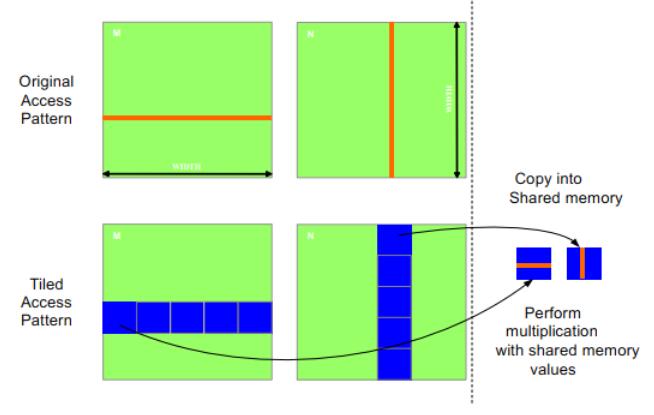 M
N
Original
Access
Pattern
WIDTH
WIDTH
Copy into
Shared memory
M
N
Tiled
Access
Pattern
Perform
multiplication
with shared memory
values